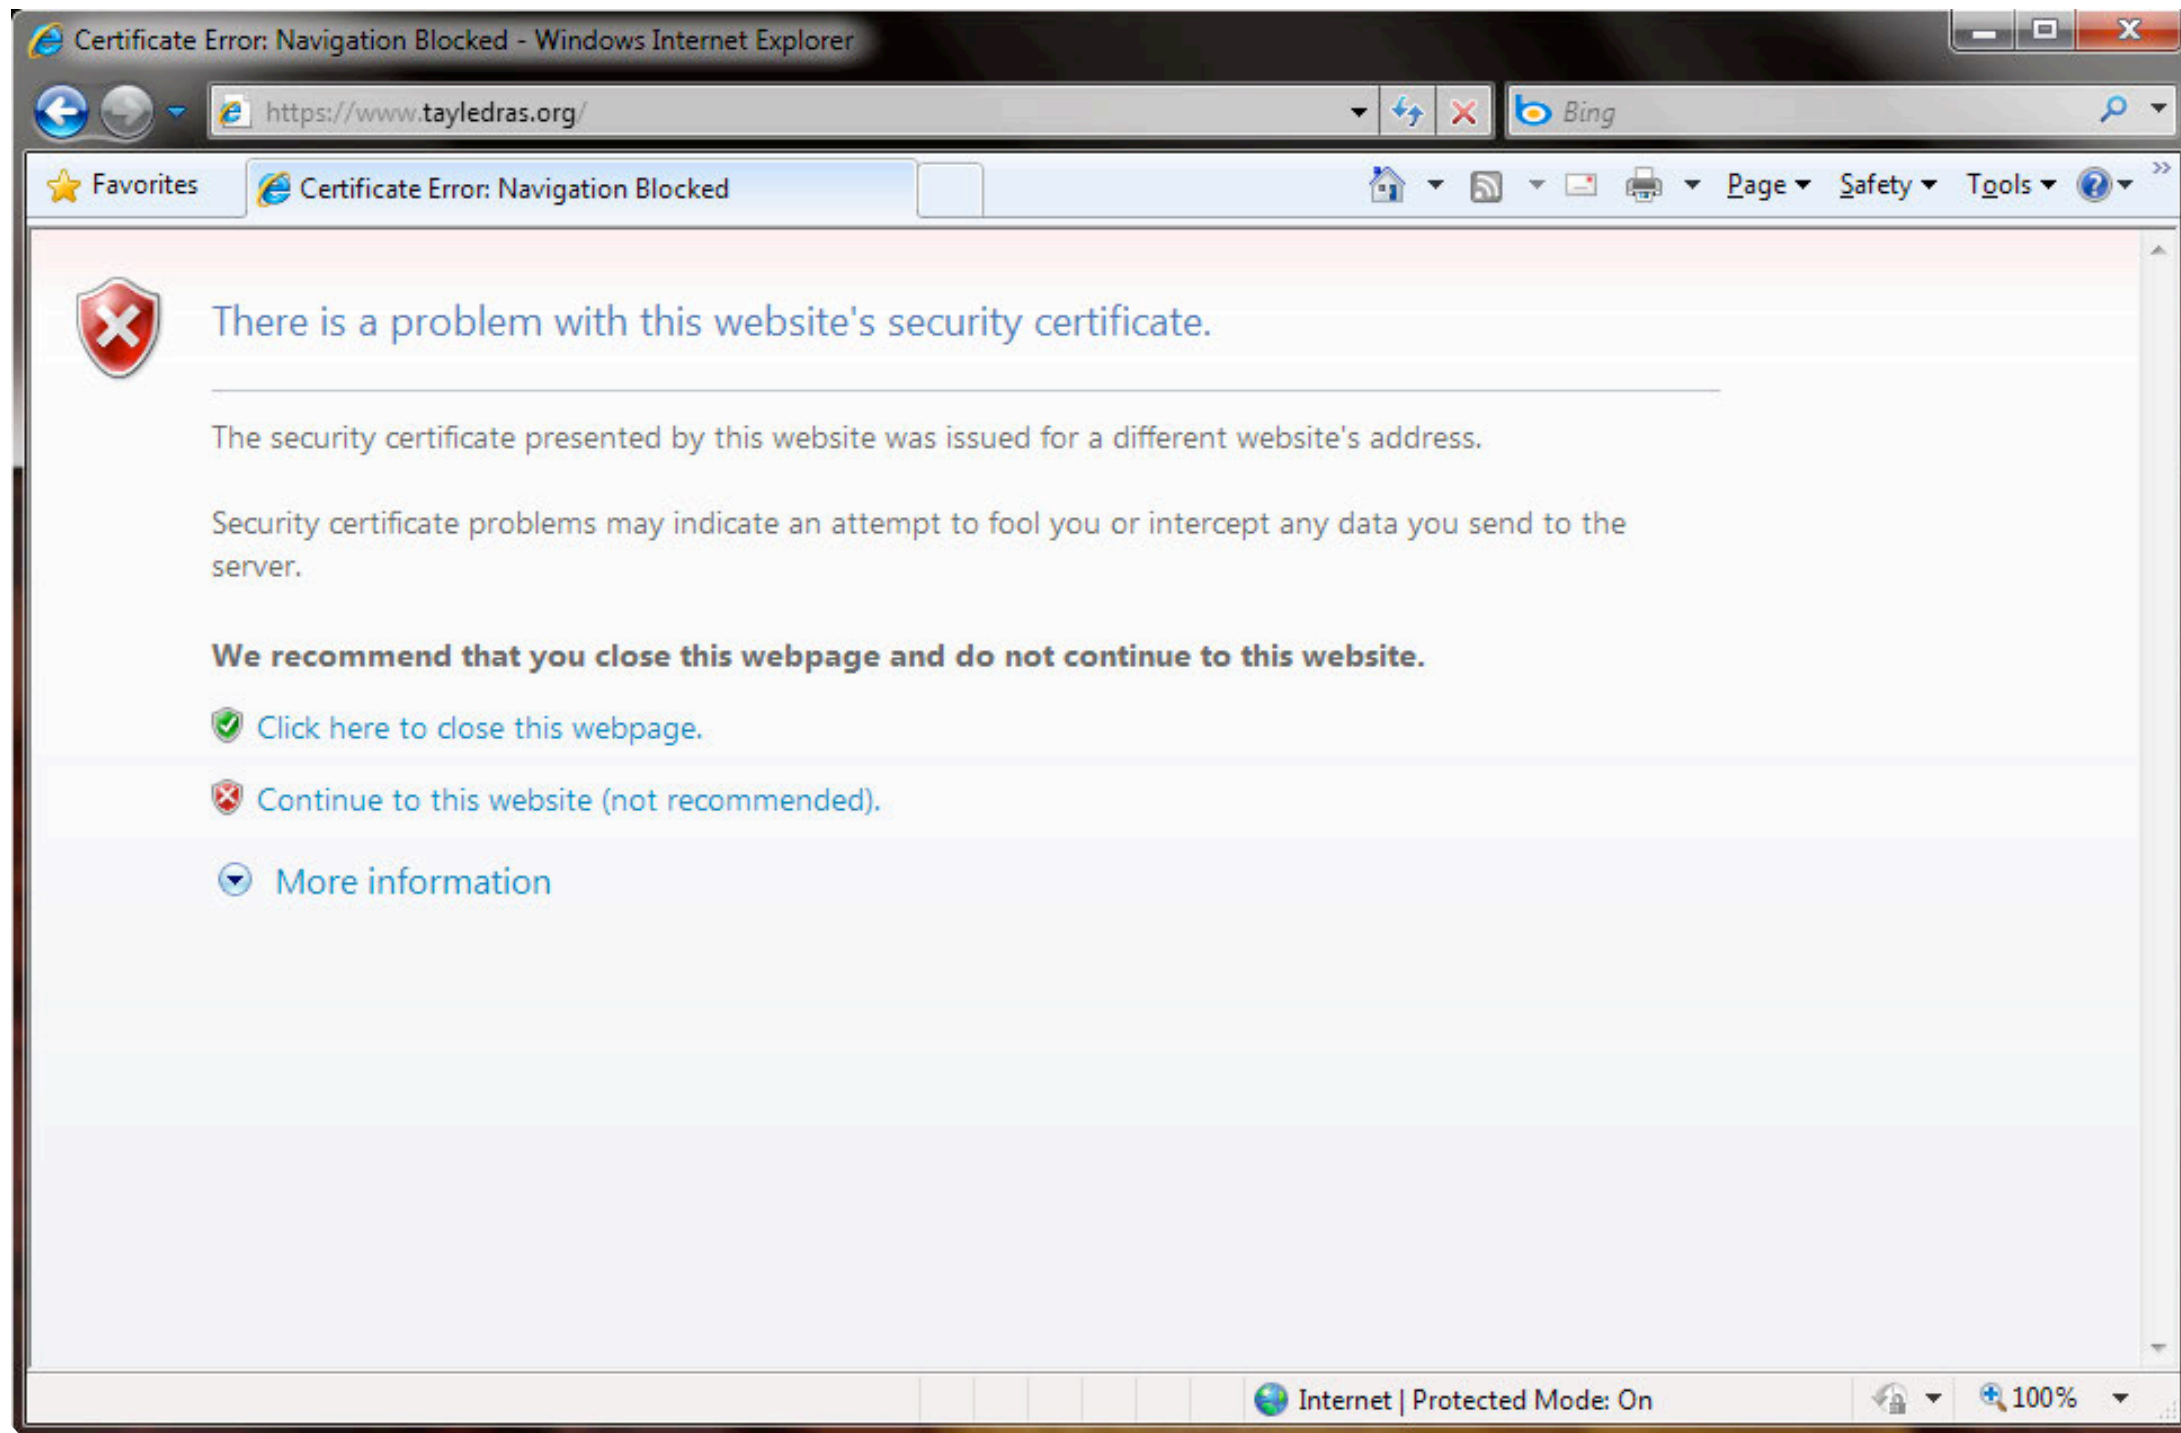 Certificate Error: Navigation Blocked - Windows Internet Explorer
https://www.tayledras.org/
Bing
Favorites
Certificate Error: Navigation Blocked
Page
Safety
Tools
There is a problem with this website's security certificate.
The security certificate presented by this website was issued for a different website's address.
Security certificate problems may indicate an attempt to fool you or intercept any data you send to the
server.
We recommend that you close this webpage and do not continue to this website.
Click here to close this webpage.
Continue to this website (not recommended).
More information
Internet | Protected Mode: On
100%